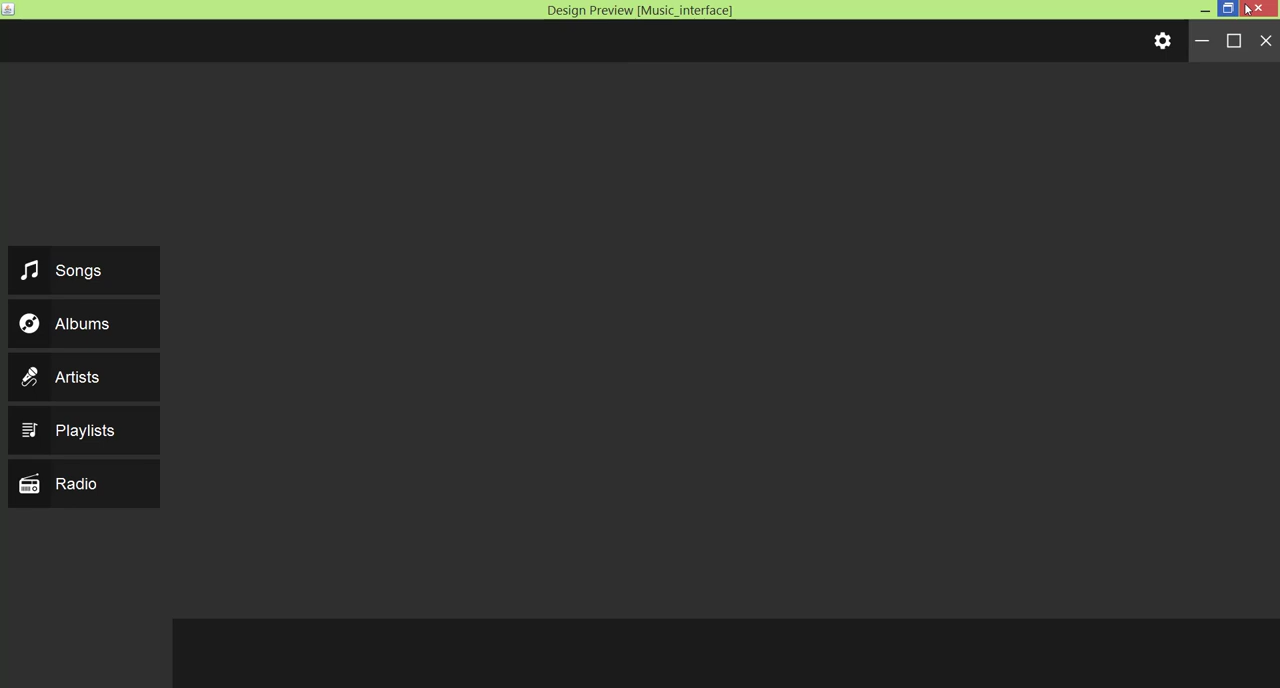 Design Preview [Music_interface]
Songs
Albums
Artists
Playlists
Radio